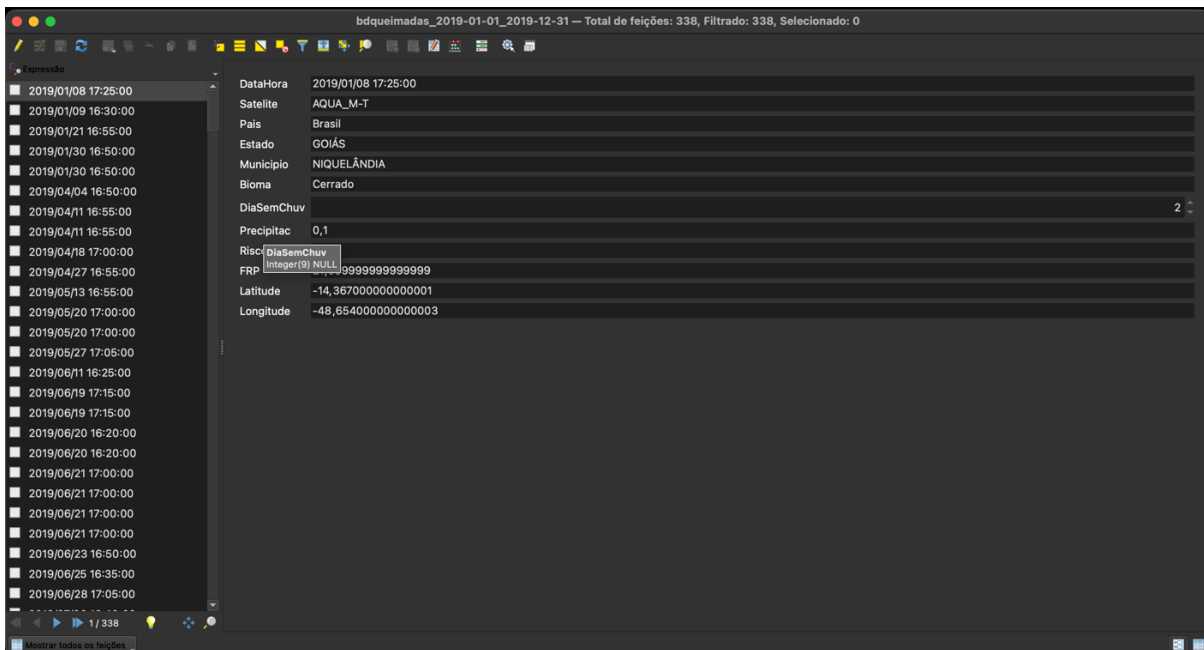 bdqueimadas_2019-01-01_2019-12-31 — Total de feições: 338, Filtrado: 338, Selecionado: 0
Expressão
2019/01/08 17:25:00
2019/01/09 16:30:00
2019/01/21 16:55:00
2019/01/30 16:50:00
2019/01/30 16:50:00
2019/04/04 16:50:00
2019/04/11 16:55:00
2019/04/11 16:55:00
2019/04/18 17:00:00
2019/04/27 16:55:00
2019/05/13 16:55:00
2019/05/20 17:00:00
2019/05/20 17:00:00
2019/05/27 17:05:00
2019/06/11 16:25:00
2019/06/19 17:15:00
2019/06/19 17:15:00
2019/06/20 16:20:00
2019/06/20 16:20:00
2019/06/21 17:00:00
2019/06/21 17:00:00
2019/06/21 17:00:00
2019/06/21 17:00:00
2019/06/23 16:50:00
2019/06/25 16:35:00
2019/06/28 17:05:00
1 / 338
Mostrar todos os feições
DataHora 2019/01/08 17:25:00
Satelite AQUA_M-T
Pais Brasil
Estado GOIÁS
Municipio NIQUELÂNDIA
Bioma Cerrado
DiaSemChuv 2
Precipitac 0,1
DiaSemChuv
Integer(9) NULL
FRP
Latitude -14,367000000000001
Longitude -48,654000000000003